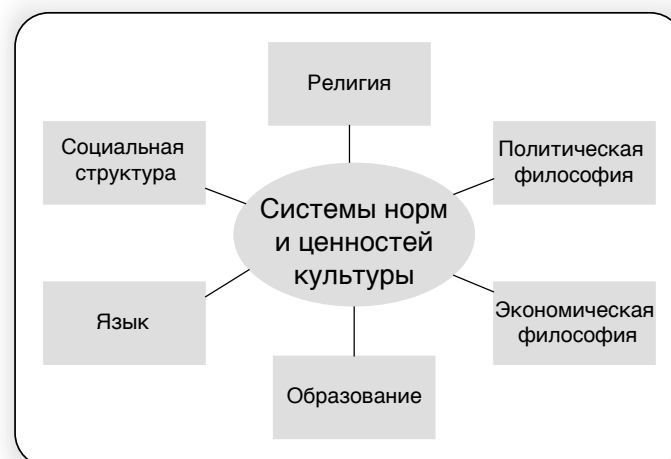 Религия
Социальная
структура
Политическая
философия
Системы норм
и ценностей
культуры
Язык
Экономическая
философия
Образование